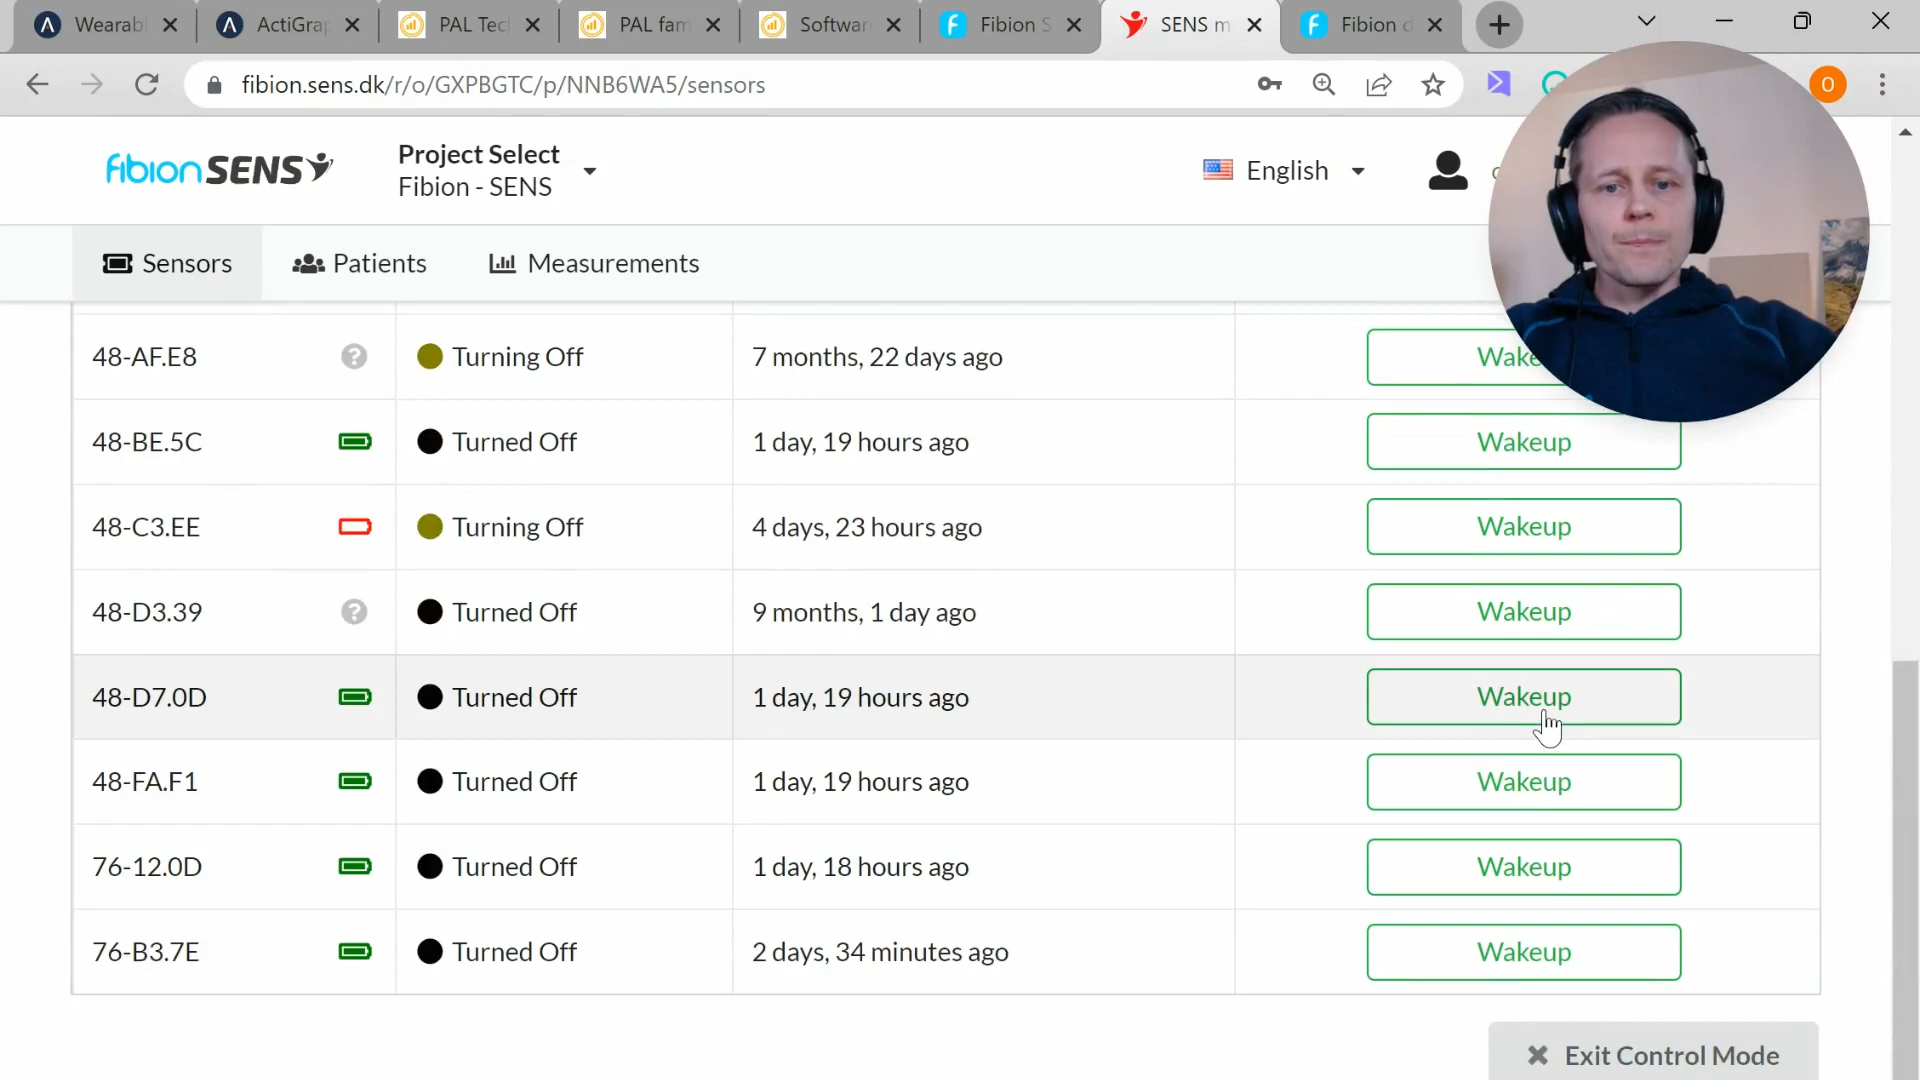 Wearabl
ActiGrap
PAL Tec
PAL fam
Softwar
Fibion S
SENS m
Fibion d
fibion.sens.dk/r/o/GXPBGTC/p/NNB6WA5/sensors
O
fibion SENS
Project Select
Fibion - SENS
English
Sensors
Patients
Measurements
48-AF.E8 ? Turning Off 7 months, 22 days ago Wake
48-BE.5C Turned Off 1 day, 19 hours ago Wakeup
48-C3.EE Turning Off 4 days, 23 hours ago Wakeup
48-D3.39 ? Turned Off 9 months, 1 day ago Wakeup
48-D7.0D Turned Off 1 day, 19 hours ago Wakeup
48-FA.F1 Turned Off 1 day, 19 hours ago Wakeup
76-12.0D Turned Off 1 day, 18 hours ago Wakeup
76-B3.7E Turned Off 2 days, 34 minutes ago Wakeup
Exit Control Mode